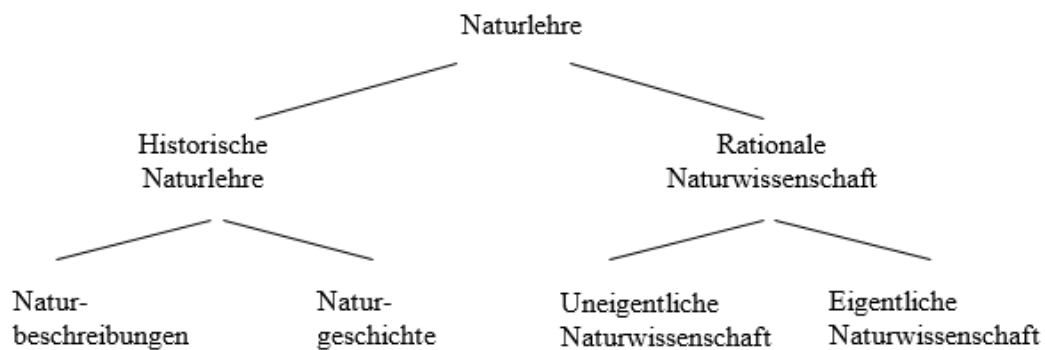 Naturlehre
Historische
Naturlehre
Rationale
Naturwissenschaft
Natur-
beschreibungen
Natur-
geschichte
Uneigentliche
Naturwissenschaft
Eigentliche
Naturwissenschaft